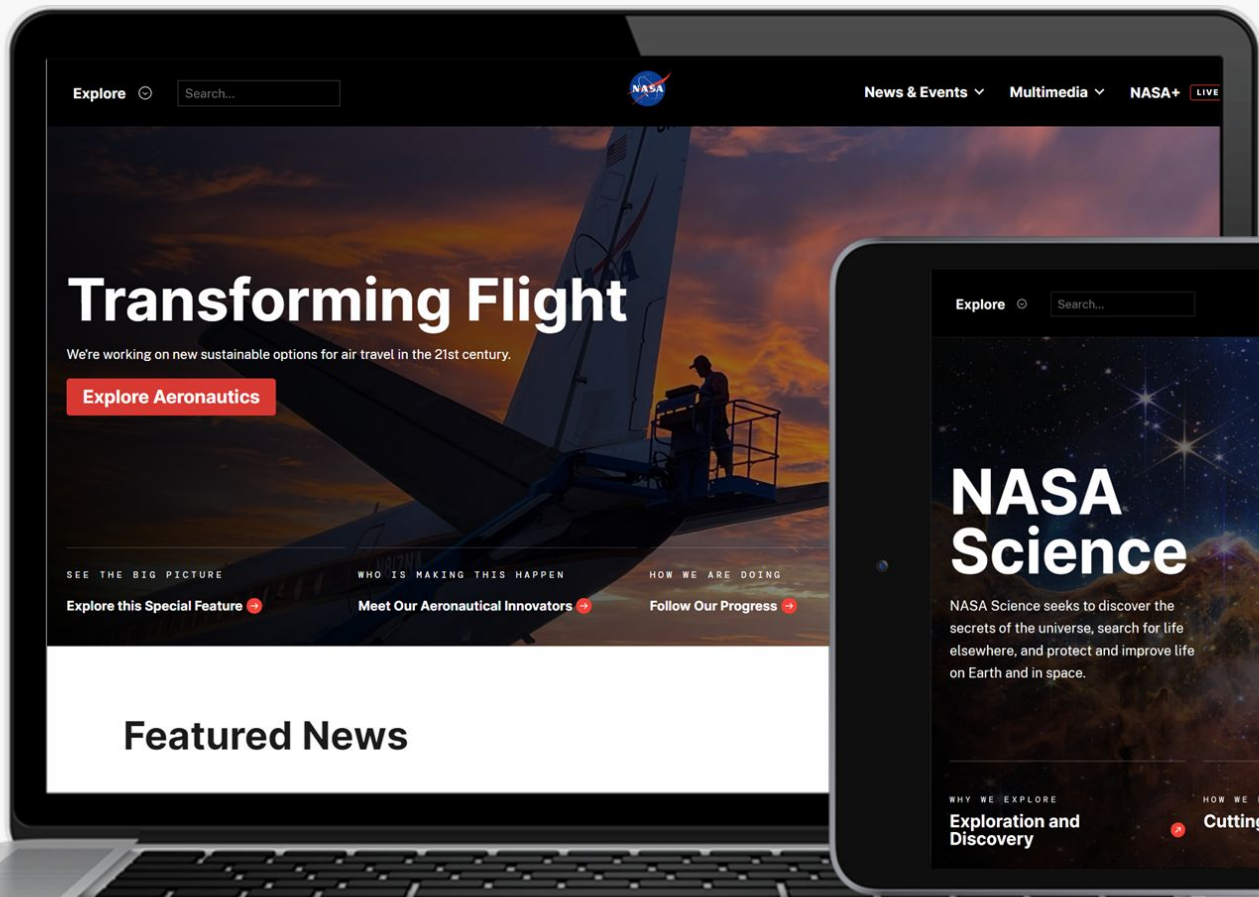 Explore
Search...
NASA
News & Events
Multimedia
NASA+
LIVE
Transforming Flight
We're working on new sustainable options for air travel in the 21st century.
Explore Aeronautics
SEE THE BIG PICTURE
Explore this Special Feature
WHO IS MAKING THIS HAPPEN
Meet Our Aeronautical Innovators
HOW WE ARE DOING
Follow Our Progress
Featured News
Explore
Search...
NASA
Science
NASA Science seeks to discover the
secrets of the universe, search for life
elsewhere, and protect and improve life
on Earth and in space.
WHY WE EXPLORE
Exploration and
Discovery
HOW WE
Cutting